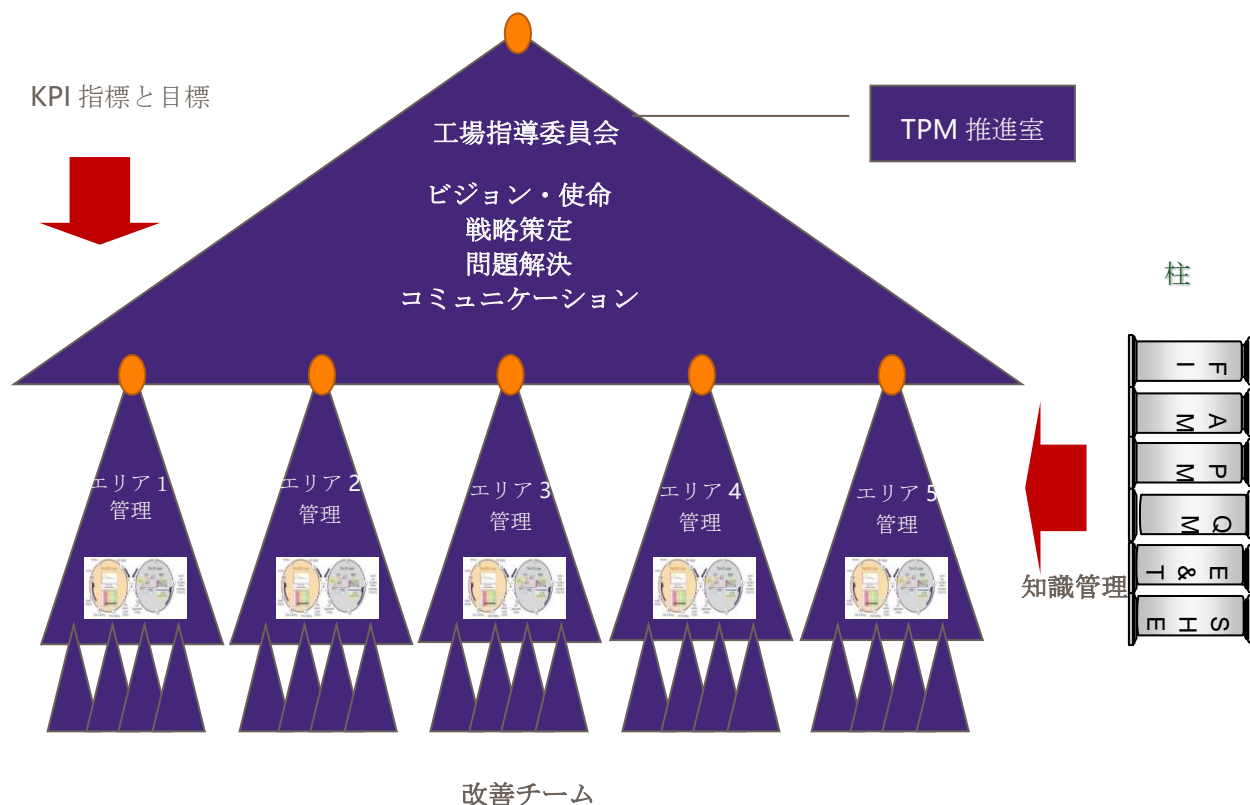 KPI 指標と目標
工場指導委員会
TPM 推進室
ビジョン・使命
戦略策定
問題解決
コミュニケーション
柱
エリア 1
管理
エリア 2
管理
エリア 3
管理
エリア 4
管理
エリア 5
管理
FI
AM
PM
QM
E&T
SHE
知識管理
改善チーム